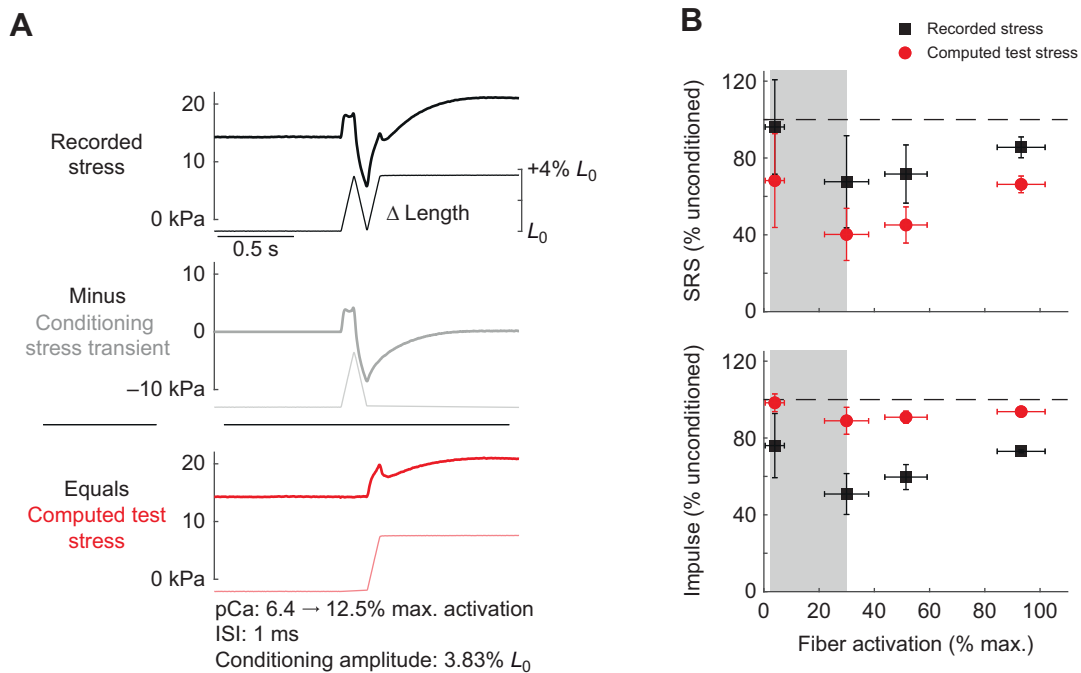 A
Recorded
stress
20
10
0 kPa
+4% L0
Δ Length
L0
0.5 s
Minus
Conditioning
stress transient
10
0
–10 kPa
Equals
Computed test
stress
20
10
0 kPa
pCa: 6.4 → 12.5% max. activation
ISI: 1 ms
Conditioning amplitude: 3.83% L0
B
Recorded stress
Computed test stress
SRS (% unconditioned)
120
80
40
0
Impulse (% unconditioned)
120
80
40
0
0 20 40 60 80 100
Fiber activation (% max.)